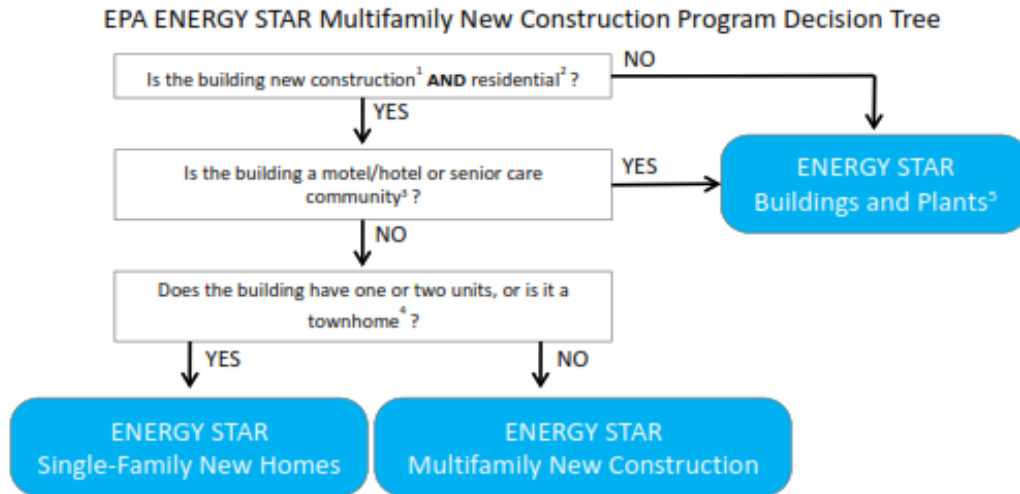 EPA ENERGY STAR Multifamily New Construction Program Decision Tree
Is the building new construction¹ AND residential² ?
NO
YES
Is the building a motel/hotel or senior care
community³ ?
YES
ENERGY STAR
Buildings and Plants⁵
NO
Does the building have one or two units, or is it a
townhome⁴ ?
YES
NO
ENERGY STAR
Single-Family New Homes
ENERGY STAR
Multifamily New Construction